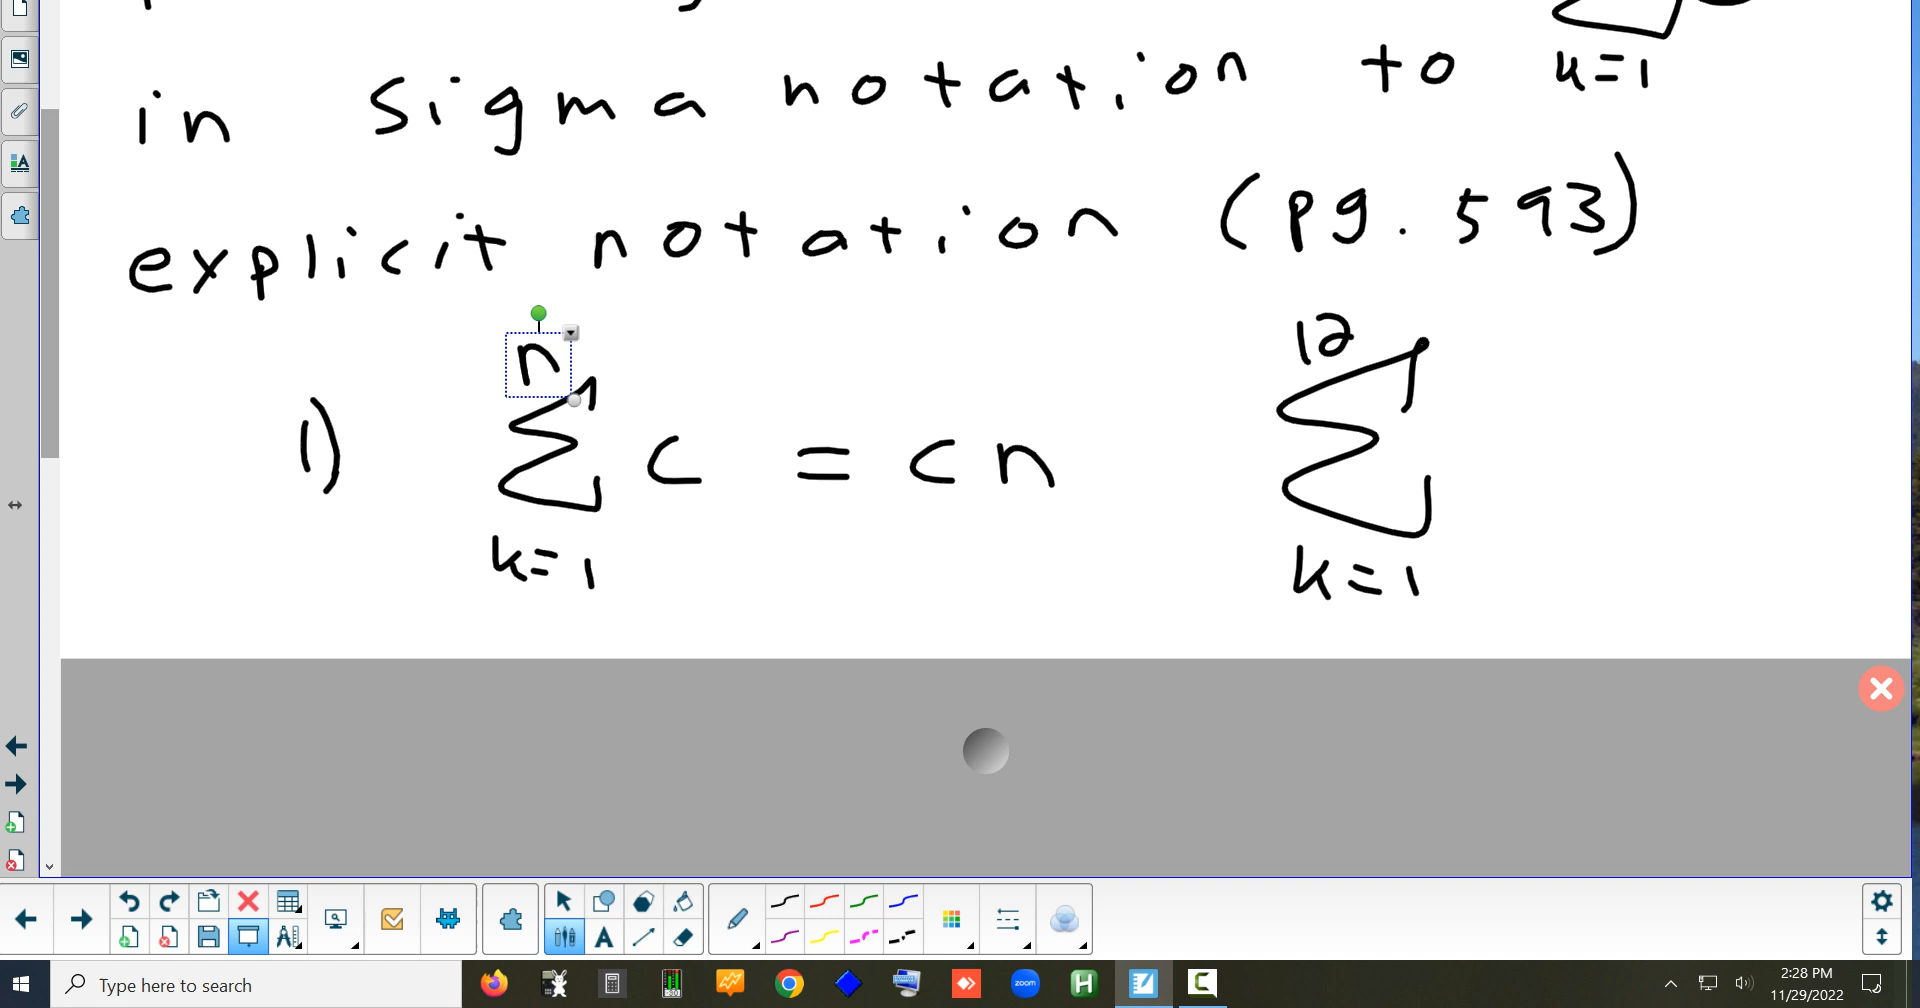 k=1
in sigma notation to
explicit notation (pg. 593)
1) n ∑ k=1 c = cn 12 ∑ k=1
Type here to search
zoom
H
2:28 PM
11/29/2022